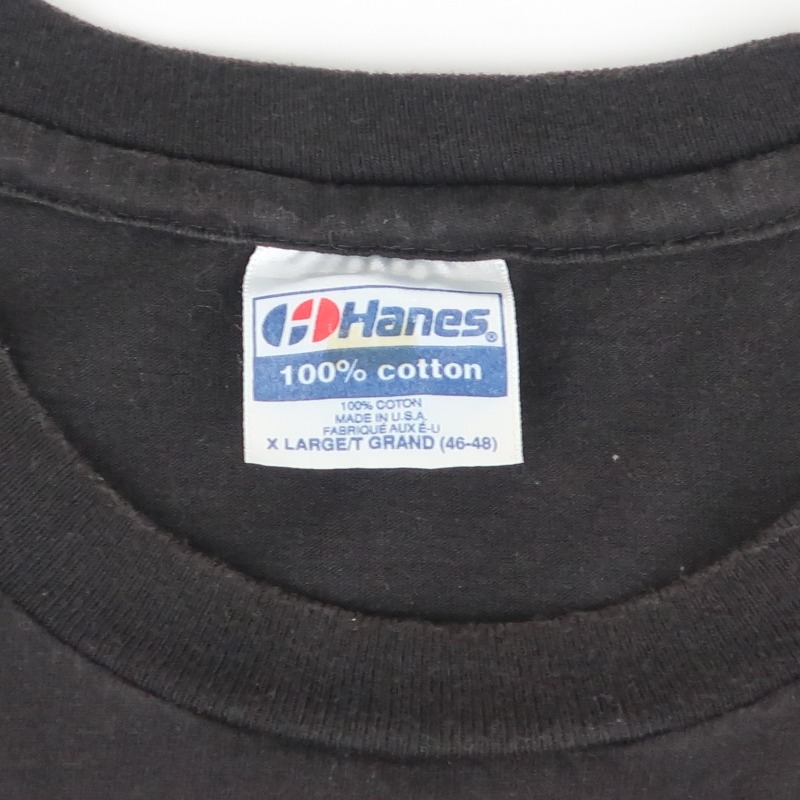 Hanes®
100% cotton
100% COTON
MADE IN U.S.A.
FABRIQUÉ AUX É-U
X LARGE/T GRAND (46-48)